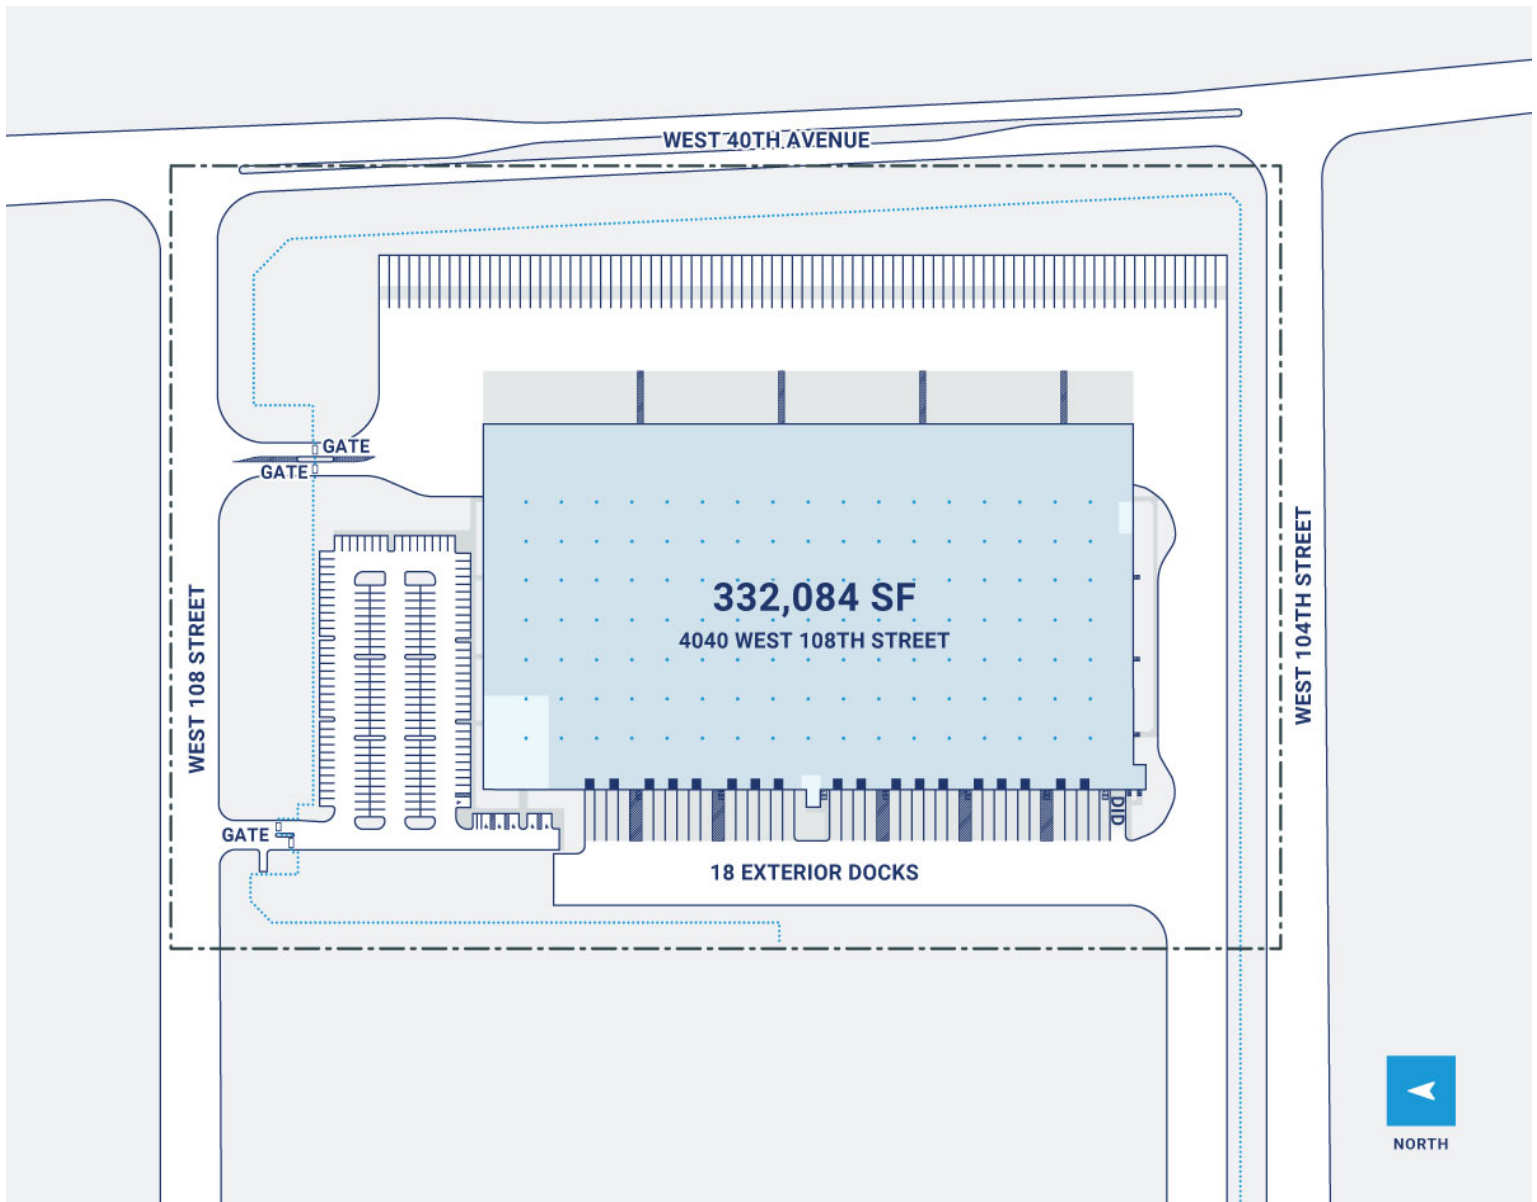 WEST 40TH AVENUE
GATE
GATE
332,084 SF
4040 WEST 108TH STREET
WEST 108 STREET
WEST 104TH STREET
DID
GATE
18 EXTERIOR DOCKS
NORTH